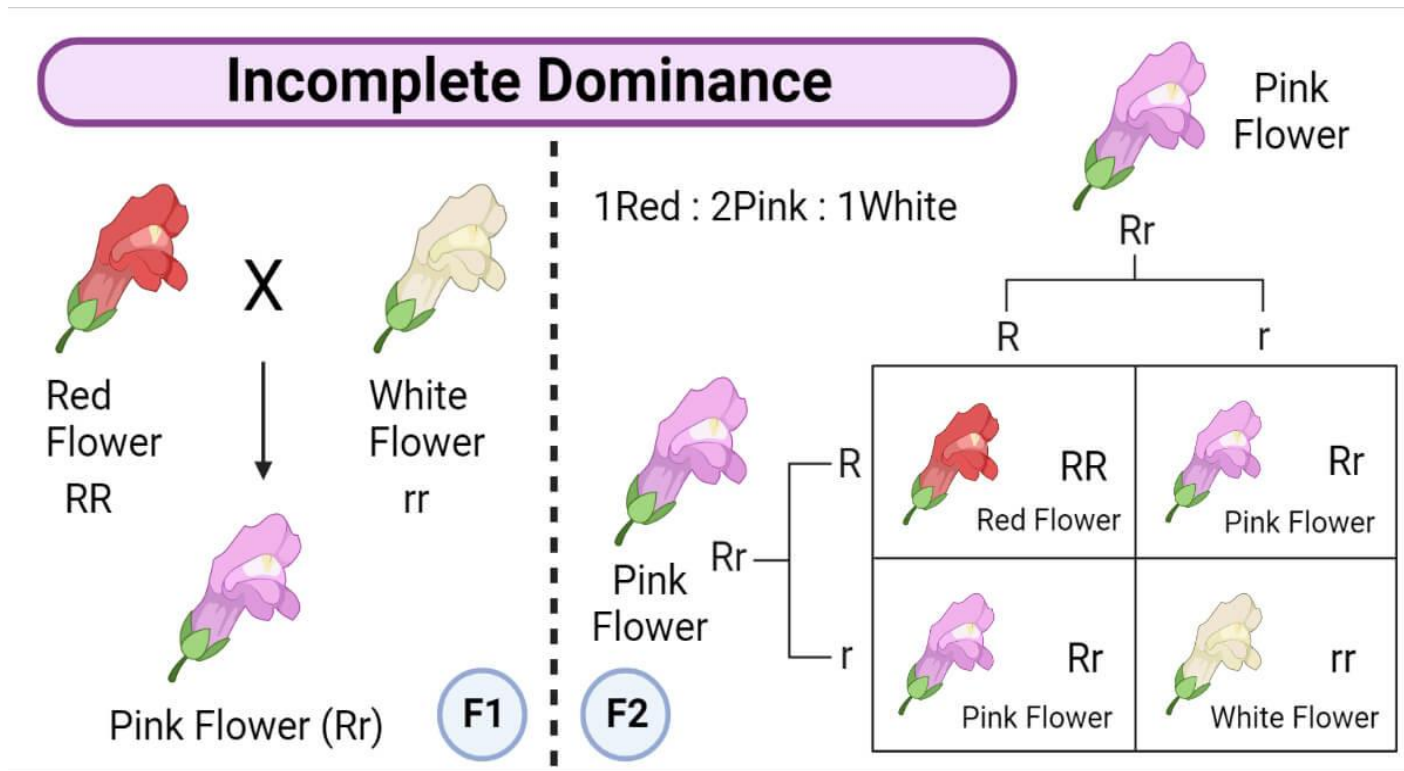 Incomplete Dominance
Red
Flower
RR
X
White
Flower
rr
Pink Flower (Rr)
F1
F2
1Red : 2Pink : 1White
Pink
Flower
Rr
R
r
Pink
Flower
Rr
R
r
RR
Red Flower
Rr
Pink Flower
Rr
Pink Flower
rr
White Flower